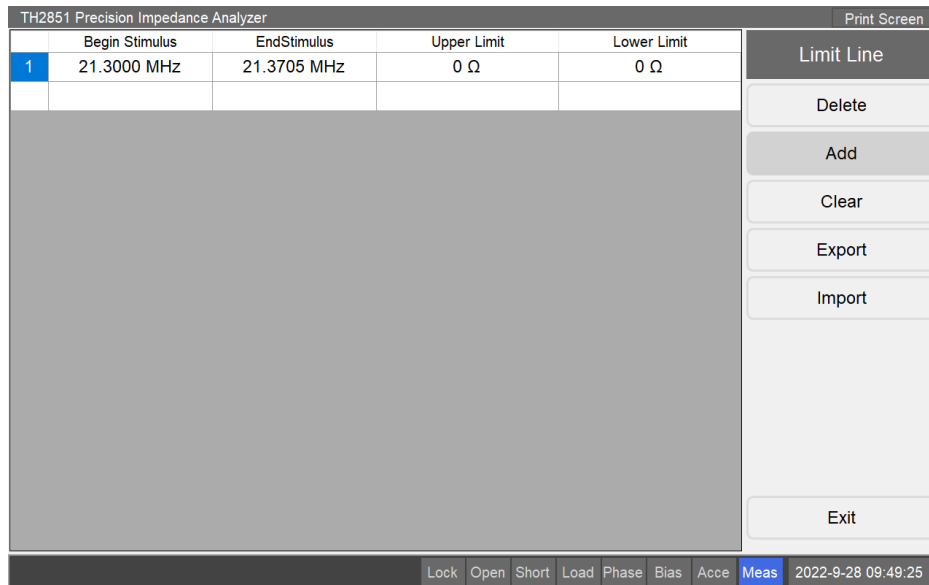 TH2851 Precision Impedance Analyzer Print Screen
Begin Stimulus EndStimulus Upper Limit Lower Limit
1 21.3000 MHz 21.3705 MHz 0 Ω 0 Ω
Limit Line
Delete
Add
Clear
Export
Import
Exit
Lock Open Short Load Phase Bias Acce Meas 2022-9-28 09:49:25